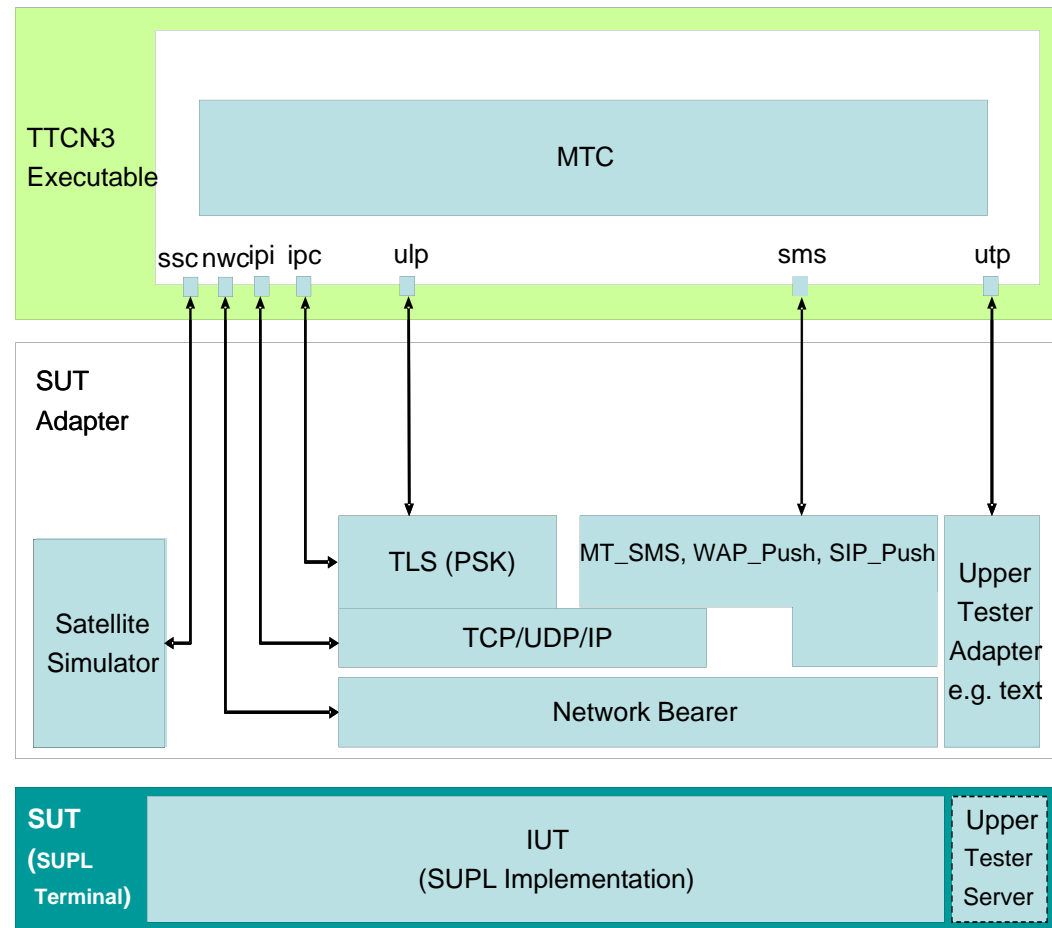 TTCN-3
Executable
MTC
ssc nwc ipi ipc ulp sms utp
SUT
Adapter
TLS (PSK)
MT_SMS, WAP_Push, SIP_Push
Satellite
Simulator
TCP/UDP/IP
Network Bearer
Upper
Tester
Adapter
e.g. text
SUT
(SUPL
Terminal)
IUT
(SUPL Implementation)
Upper
Tester
Server